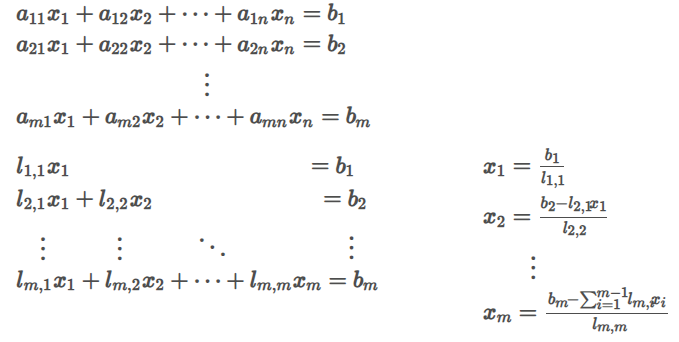 a₁₁x₁ + a₁₂x₂ + ··· + a₁ₙxₙ = b₁
a₂₁x₁ + a₂₂x₂ + ··· + a₂ₙxₙ = b₂
⋮
aₘ₁x₁ + aₘ₂x₂ + ··· + aₘₙxₙ = bₘ
l₁,₁x₁ = b₁
l₂,₁x₁ + l₂,₂x₂ = b₂
⋮ ⋮ ⋱ ⋮
lₘ,₁x₁ + lₘ,₂x₂ + ··· + lₘ,ₘxₘ = bₘ
x₁ = b₁ / l₁,₁
x₂ = (b₂ − l₂,₁x₁) / l₂,₂
⋮
xₘ = (bₘ − ∑ᵢ₌₁ᵐ⁻¹ lₘ,ᵢxᵢ) / lₘ,ₘ